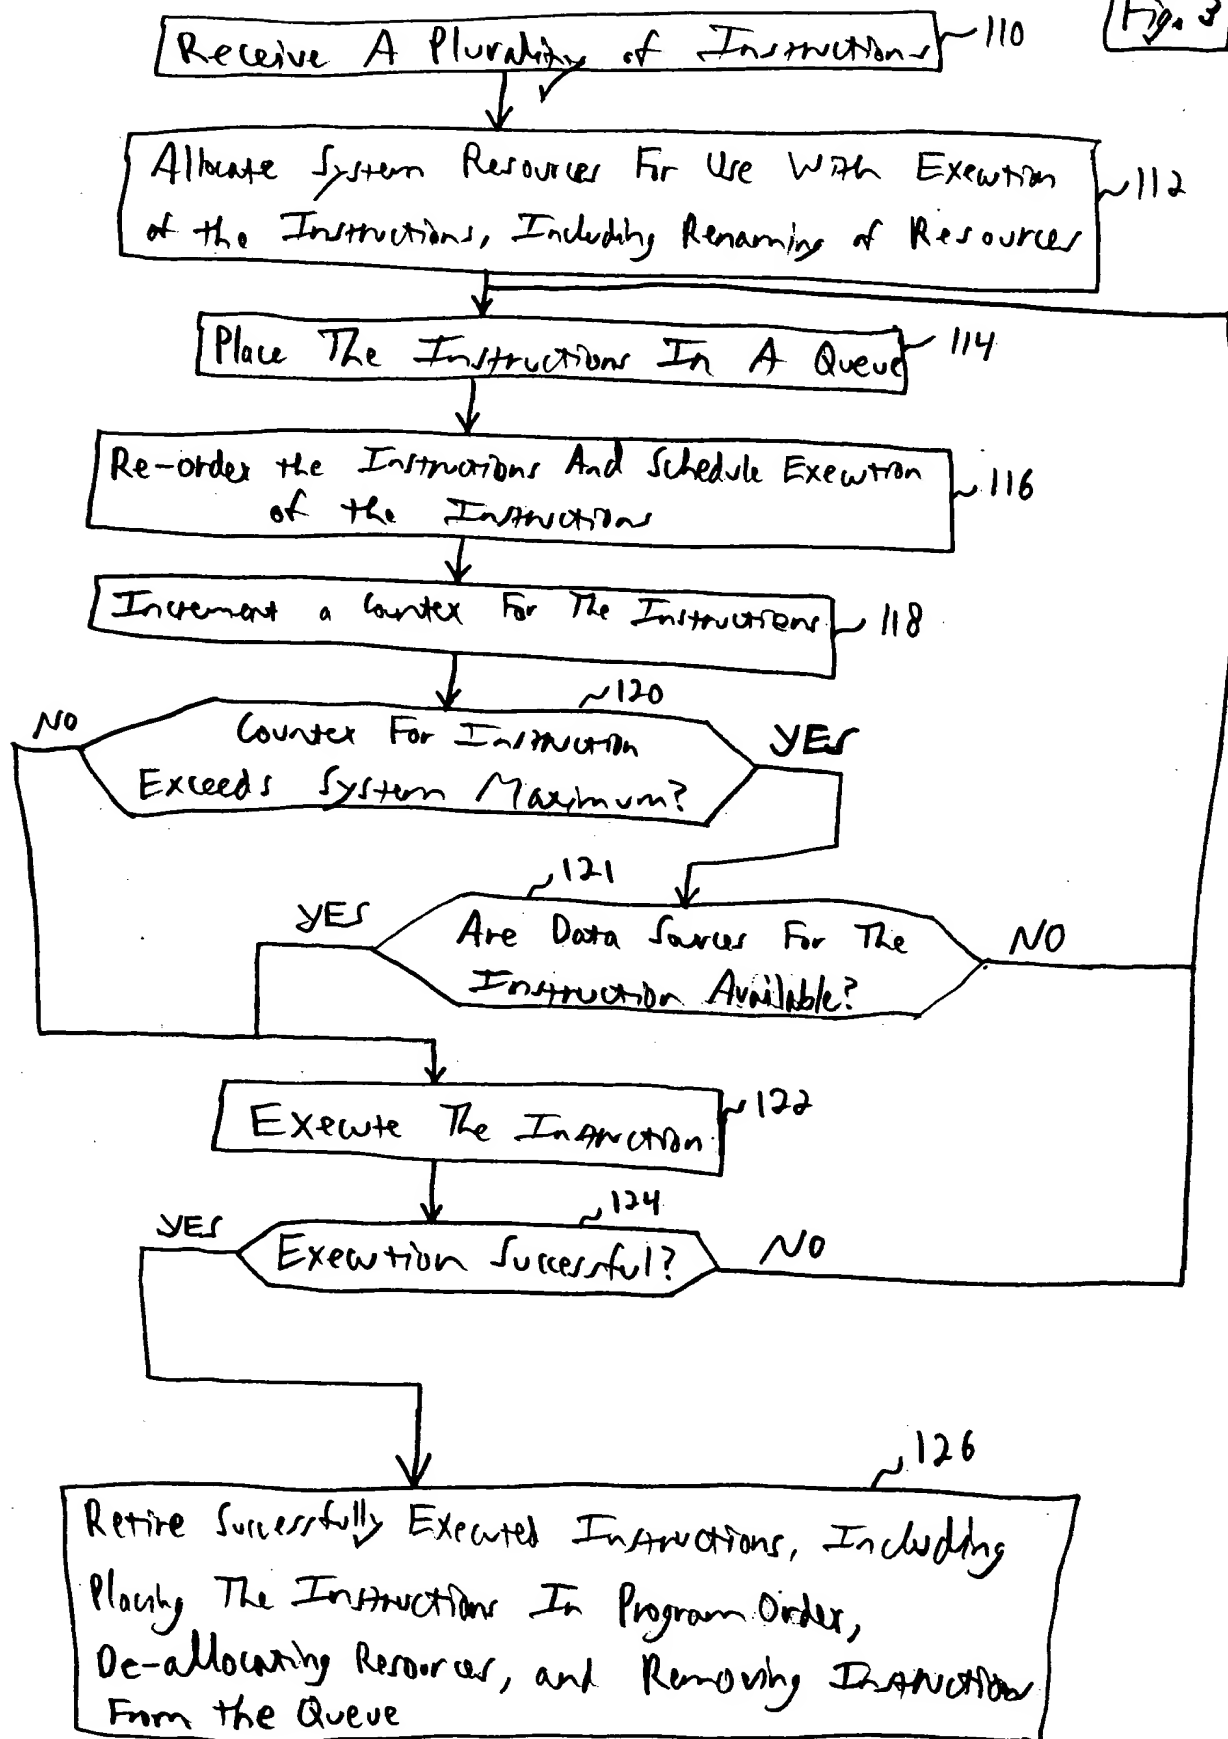 Fig. 3
Receive A Plurality of Instructions 110
Allocate System Resources For Use With Execution
of the Instructions, Including Renaming of Resources
112
Place The Instructions In A Queue 114
Re-order the Instructions And Schedule Execution
of the Instructions
116
Increment a Counter For The Instructions 118
120
NO
Counter For Instruction
Exceeds System Maximum?
YES
121
YES
Are Data Sources For The
Instruction Available?
NO
Execute The Instruction 122
124
YES
Execution Successful?
NO
126
Retire Successfully Executed Instructions, Including
Placing The Instructions In Program Order,
De-allocating Resources, and Removing Instruction
From the Queue